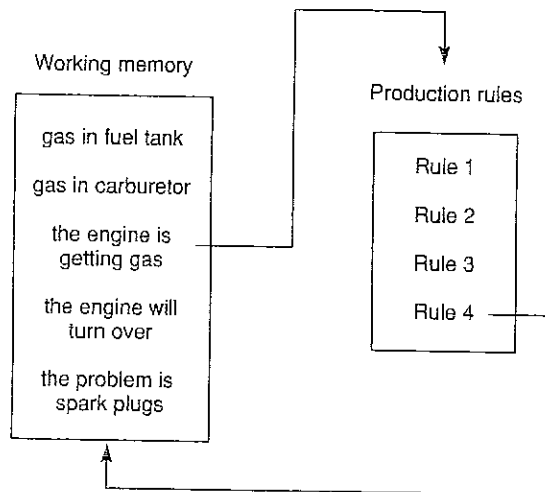 Working memory
gas in fuel tank
gas in carburetor
the engine is
getting gas
the engine will
turn over
the problem is
spark plugs
Production rules
Rule 1
Rule 2
Rule 3
Rule 4